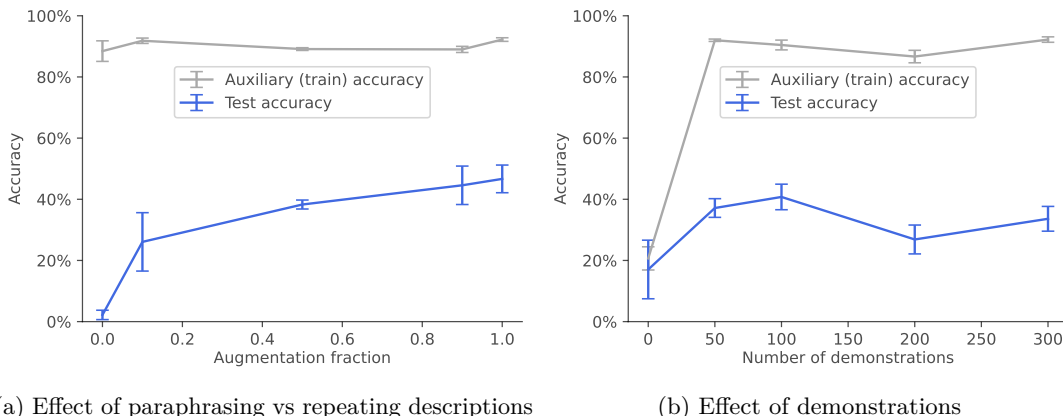 100%
80%
60%
40%
20%
0%
Accuracy
Auxiliary (train) accuracy
Test accuracy
0.0 0.2 0.4 0.6 0.8 1.0
Augmentation fraction
a) Effect of paraphrasing vs repeating descriptions
100%
80%
60%
40%
20%
0%
Accuracy
Auxiliary (train) accuracy
Test accuracy
0 50 100 150 200 250 300
Number of demonstrations
(b) Effect of demonstrations